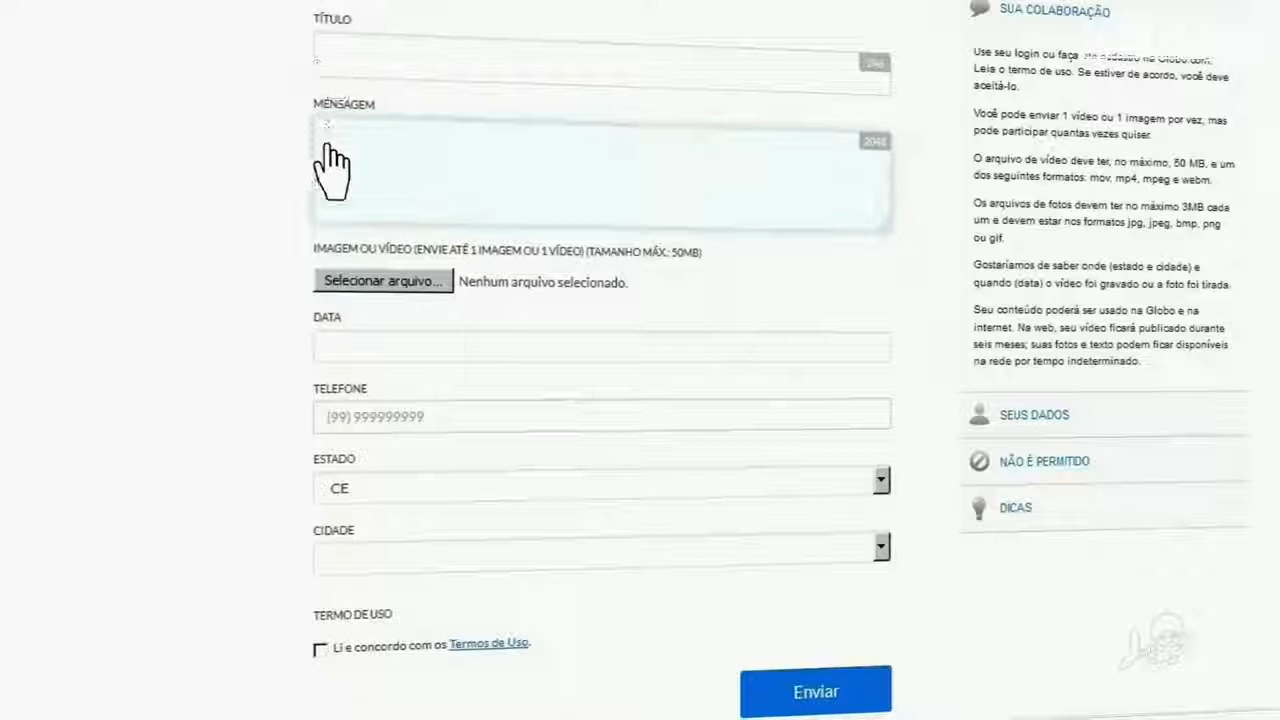 TÍTULO
MENSAGEM
IMAGEM OU VÍDEO (ENVIE ATÉ 1 IMAGEM OU 1 VÍDEO) (TAMANHO MÁX.: 50MB)
Selecionar arquivo... Nenhum arquivo selecionado.
DATA
TELEFONE
(99) 999999999
ESTADO
CE
CIDADE
TERMO DE USO
Li e concordo com os Termos de Uso.
Enviar
SUA COLABORAÇÃO
Use seu login ou faça cadastro na Globo.com.
Leia o termo de uso. Se estiver de acordo, você deve
aceitá-lo.
Você pode enviar 1 vídeo ou 1 imagem por vez, mas
pode participar quantas vezes quiser.
O arquivo de vídeo deve ter, no máximo, 50 MB, e um
dos seguintes formatos: mov, mp4, mpeg e webm.
Os arquivos de fotos devem ter no máximo 3MB cada
um e devem estar nos formatos jpg, jpeg, bmp, png
ou gif.
Gostaríamos de saber onde (estado e cidade) e
quando (data) o vídeo foi gravado ou a foto foi tirada.
Seu conteúdo poderá ser usado na Globo e na
internet. Na web, seu vídeo ficará publicado durante
seis meses; suas fotos e texto podem ficar disponíveis
na rede por tempo indeterminado.
SEUS DADOS
NÃO É PERMITIDO
DICAS